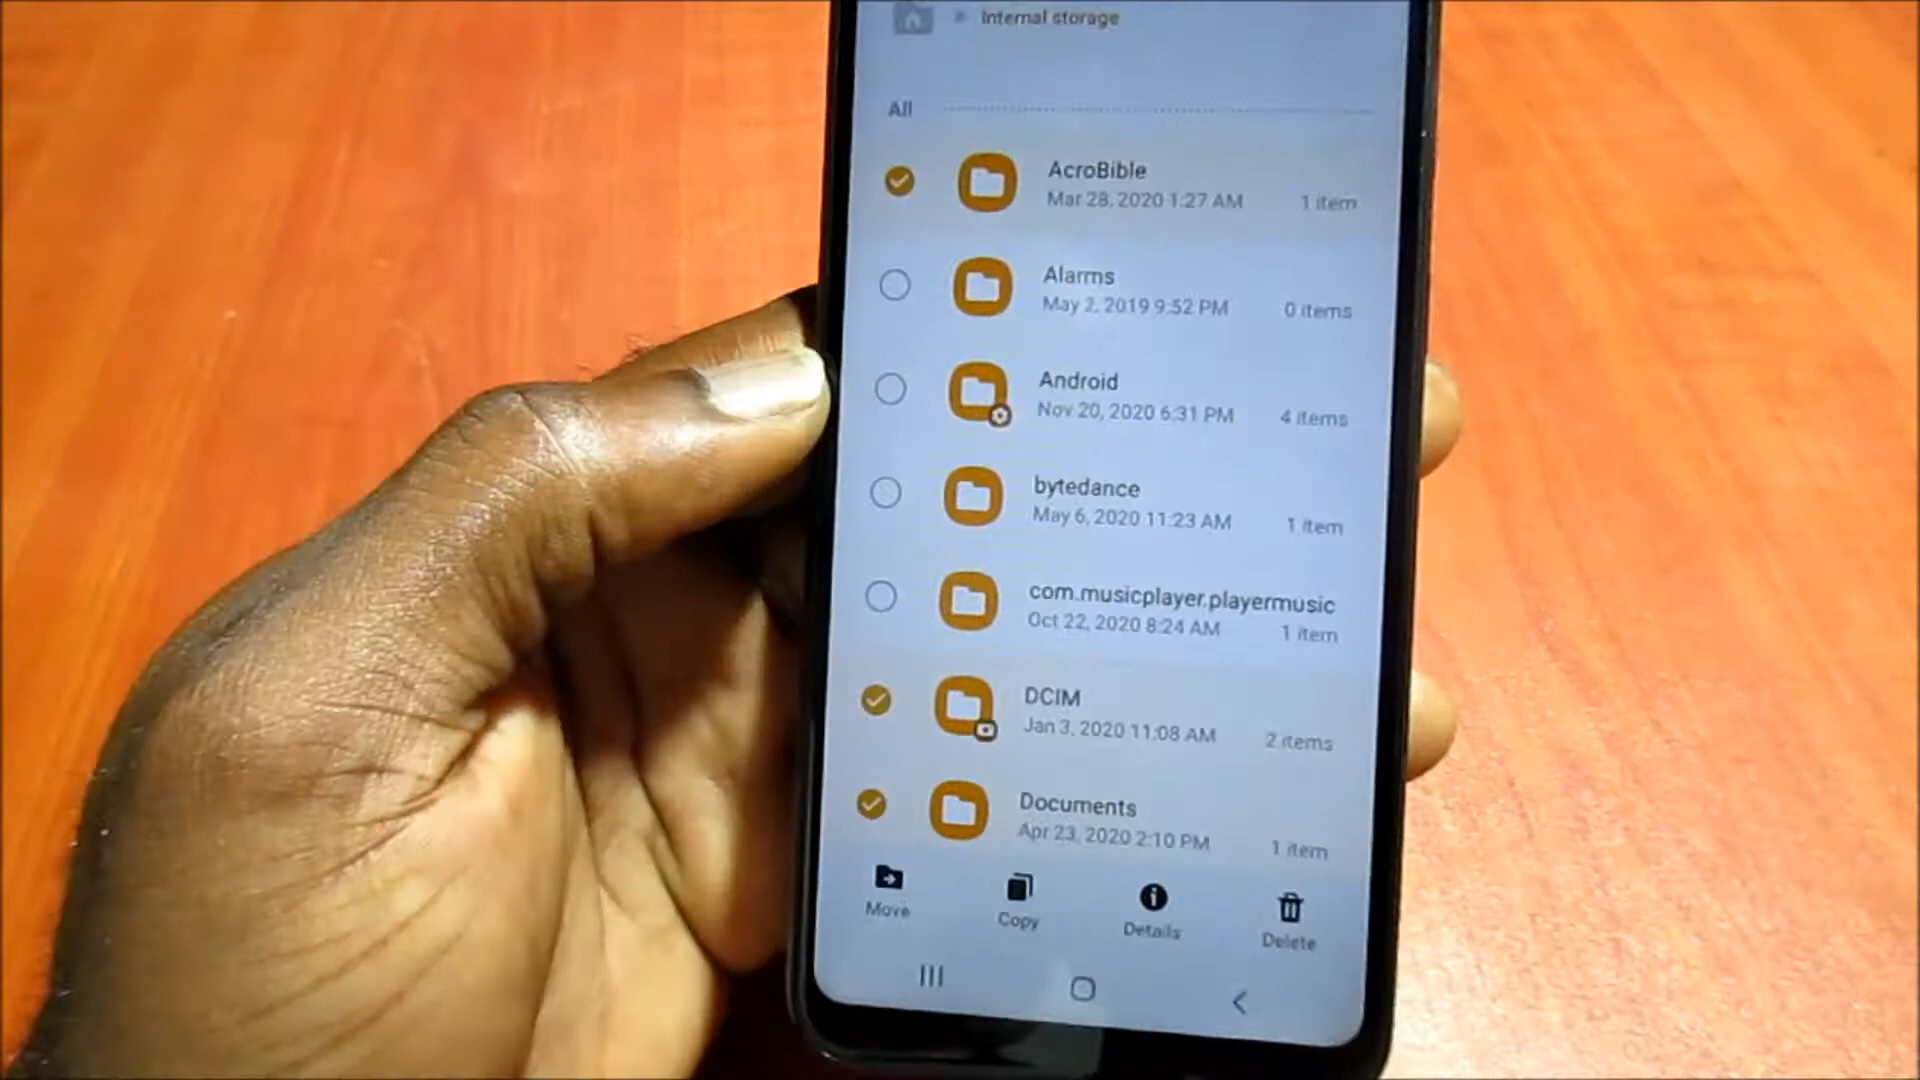 Internal storage
All
AcroBible
Mar 28, 2020 1:27 AM 1 item
Alarms
May 2, 2019 9:52 PM 0 items
Android
Nov 20, 2020 6:31 PM 4 items
bytedance
May 6, 2020 11:23 AM 1 item
com.musicplayer.playermusic
Oct 22, 2020 8:24 AM 1 item
DCIM
Jan 3, 2020 11:08 AM 2 items
Documents
Apr 23, 2020 2:10 PM 1 item
Move Copy Details Delete